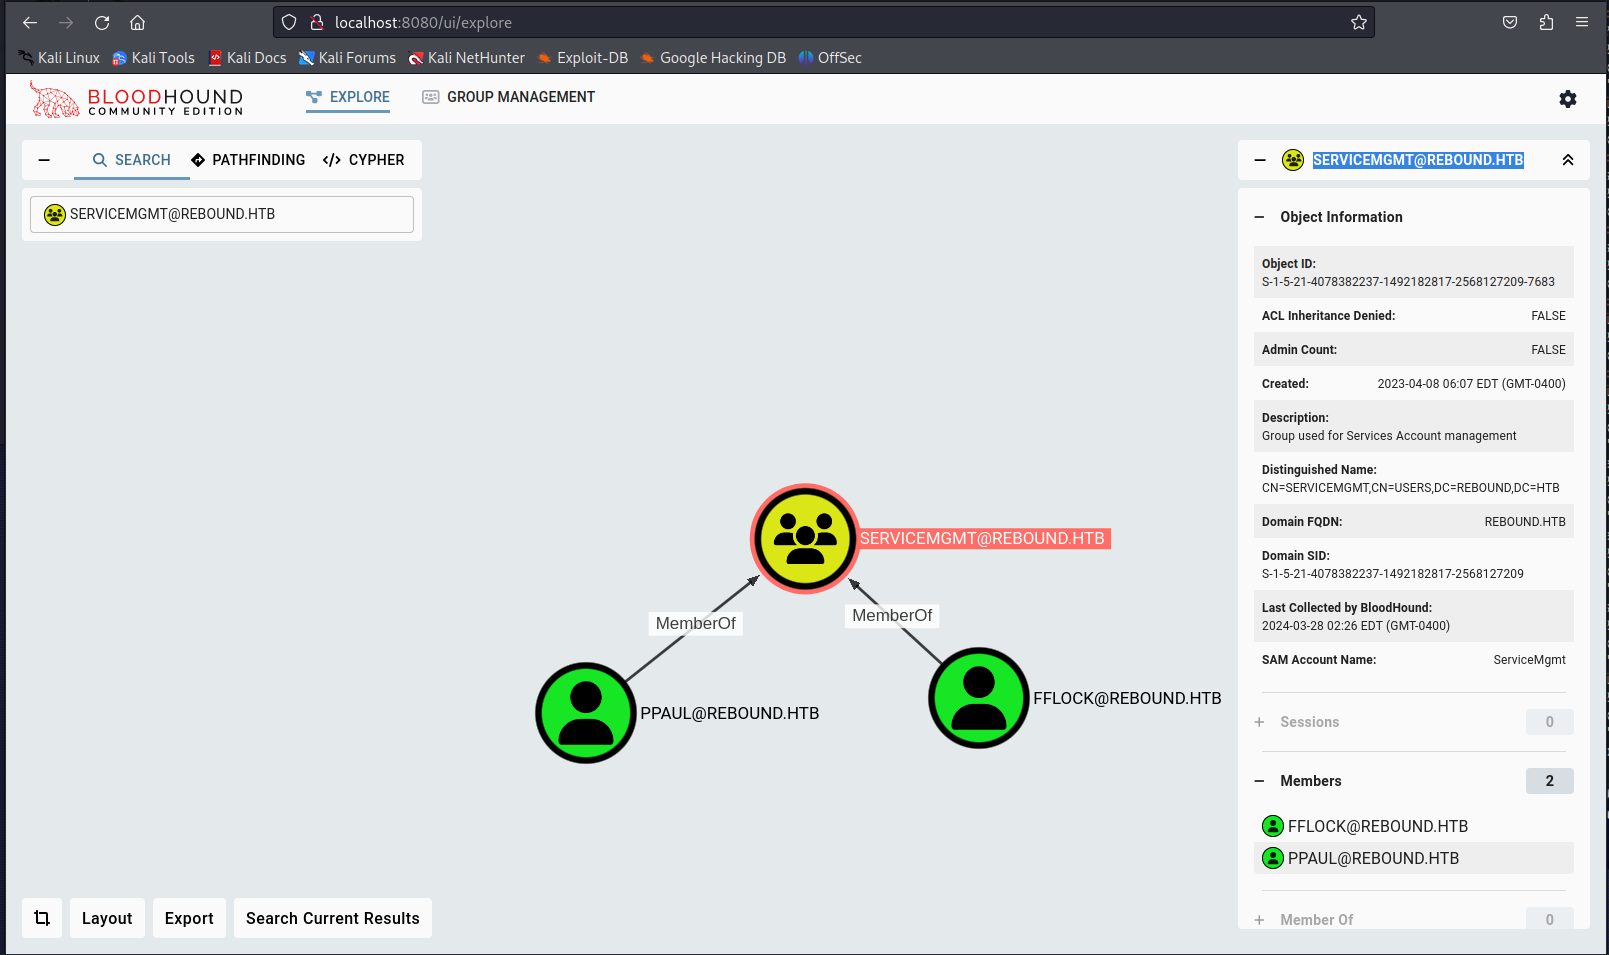 localhost:8080/ui/explore
Kali Linux Kali Tools Kali Docs Kali Forums Kali NetHunter Exploit-DB Google Hacking DB OffSec
BLOODHOUND
COMMUNITY EDITION
EXPLORE
GROUP MANAGEMENT
SEARCH
PATHFINDING
CYPHER
SERVICEMGMT@REBOUND.HTB
SERVICEMGMT@REBOUND.HTB
MemberOf
MemberOf
PPAUL@REBOUND.HTB
FFLOCK@REBOUND.HTB
Layout
Export
Search Current Results
SERVICEMGMT@REBOUND.HTB
Object Information
Object ID:
S-1-5-21-4078382237-1492182817-2568127209-7683
ACL Inheritance Denied: FALSE
Admin Count: FALSE
Created: 2023-04-08 06:07 EDT (GMT-0400)
Description:
Group used for Services Account management
Distinguished Name:
CN=SERVICEMGMT,CN=USERS,DC=REBOUND,DC=HTB
Domain FQDN: REBOUND.HTB
Domain SID:
S-1-5-21-4078382237-1492182817-2568127209
Last Collected by BloodHound:
2024-03-28 02:26 EDT (GMT-0400)
SAM Account Name: ServiceMgmt
Sessions 0
Members 2
FFLOCK@REBOUND.HTB
PPAUL@REBOUND.HTB
Member Of 0